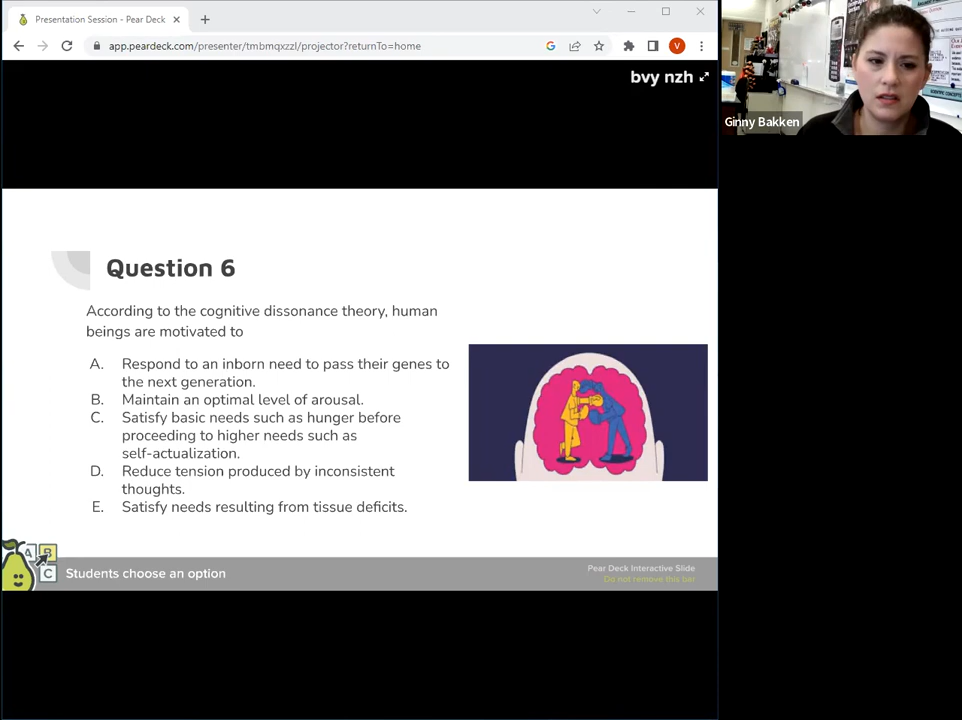 Presentation Session - Pear Deck
app.peardeck.com/presenter/tmbmqxzzl/projector?returnTo=home
V
bvy nzh
Ginny Bakken
Question 6
According to the cognitive dissonance theory, human
beings are motivated to
A. Respond to an inborn need to pass their genes to
the next generation.
B. Maintain an optimal level of arousal.
C. Satisfy basic needs such as hunger before
proceeding to higher needs such as
self-actualization.
D. Reduce tension produced by inconsistent
thoughts.
E. Satisfy needs resulting from tissue deficits.
A B
C
Students choose an option
Pear Deck Interactive Slide
Do not remove this bar